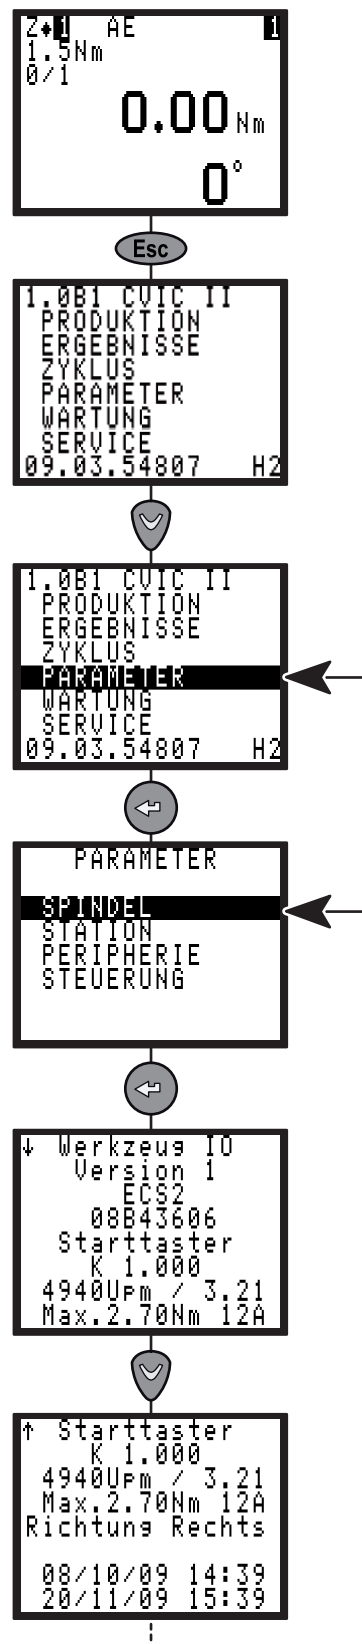 Z◆1 AE 1
1.5Nm
0/1
0.00 Nm
0°
Esc
1.0B1 CVIC II
PRODUKTION
ERGEBNISSE
ZYKLUS
PARAMETER
WARTUNG
SERVICE
09.03.54807 H2
1.0B1 CVIC II
PRODUKTION
ERGEBNISSE
ZYKLUS
PARAMETER
WARTUNG
SERVICE
09.03.54807 H2
PARAMETER
SPINDEL
STATION
PERIPHERIE
STEUERUNG
↓ Werkzeug IO
Version 1
ECS2
08B43606
Starttaster
K 1.000
4940Upm / 3.21
Max.2.70Nm 12A
↑ Starttaster
K 1.000
4940Upm / 3.21
Max.2.70Nm 12A
Richtung Rechts
08/10/09 14:39
20/11/09 15:39